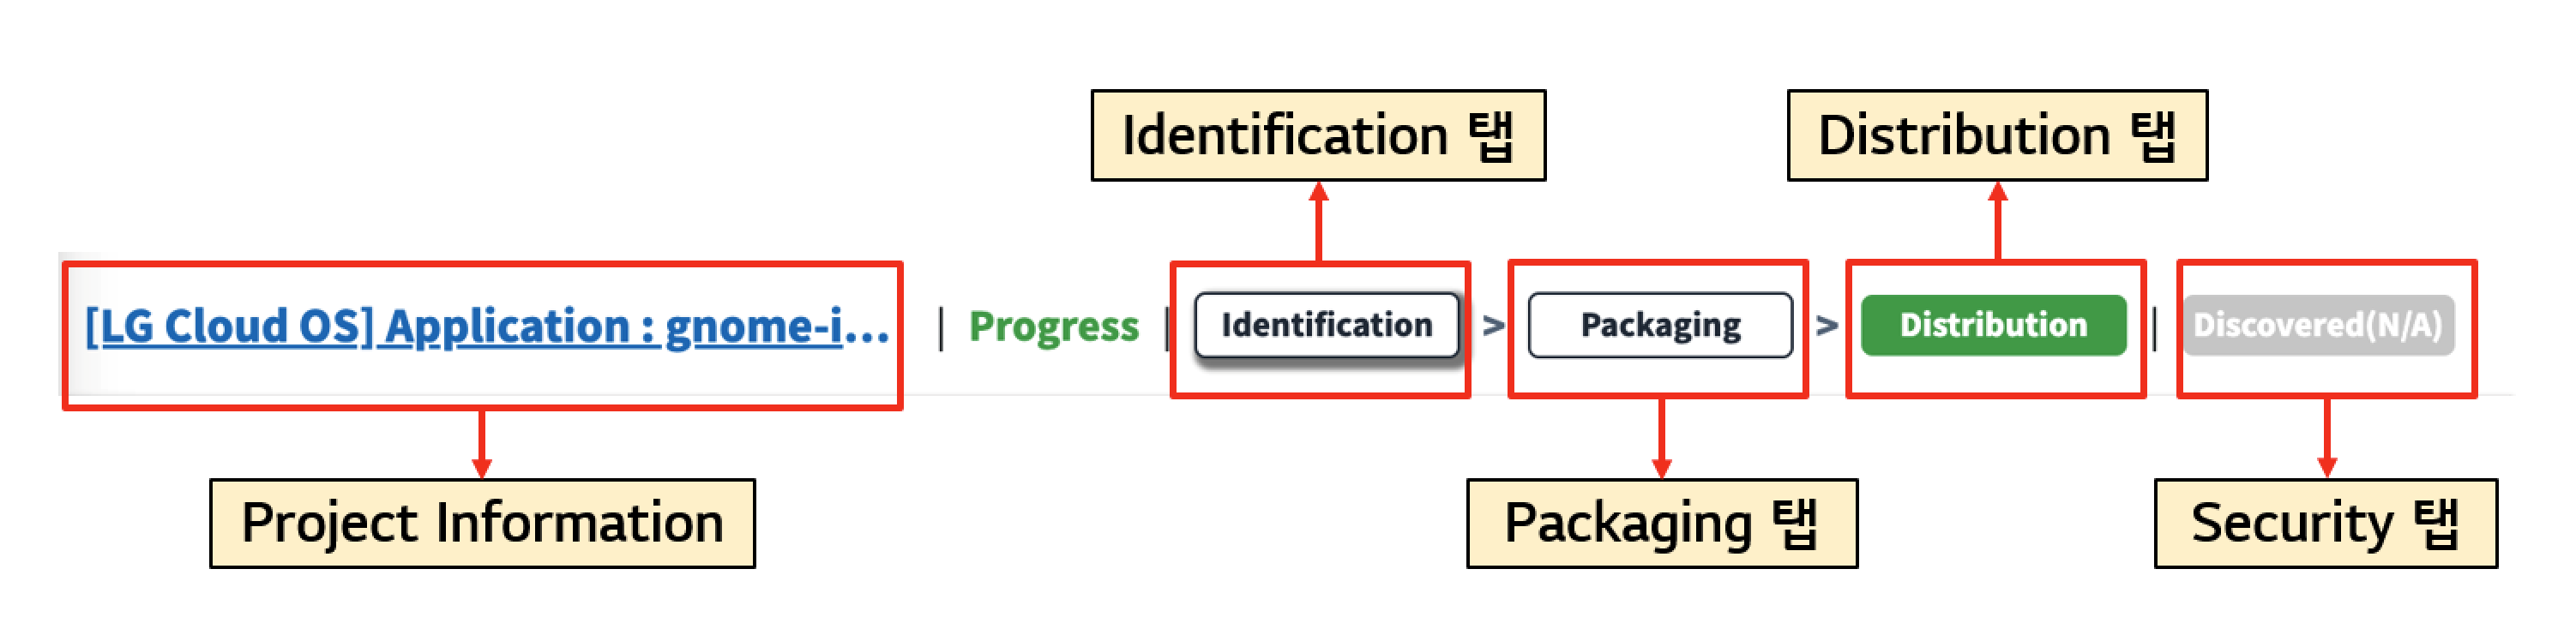 Identification 탭
Distribution 탭
[LG Cloud OS] Application : gnome-i... | Progress | Identification > Packaging > Distribution | Discovered(N/A)
Project Information
Packaging 탭
Security 탭